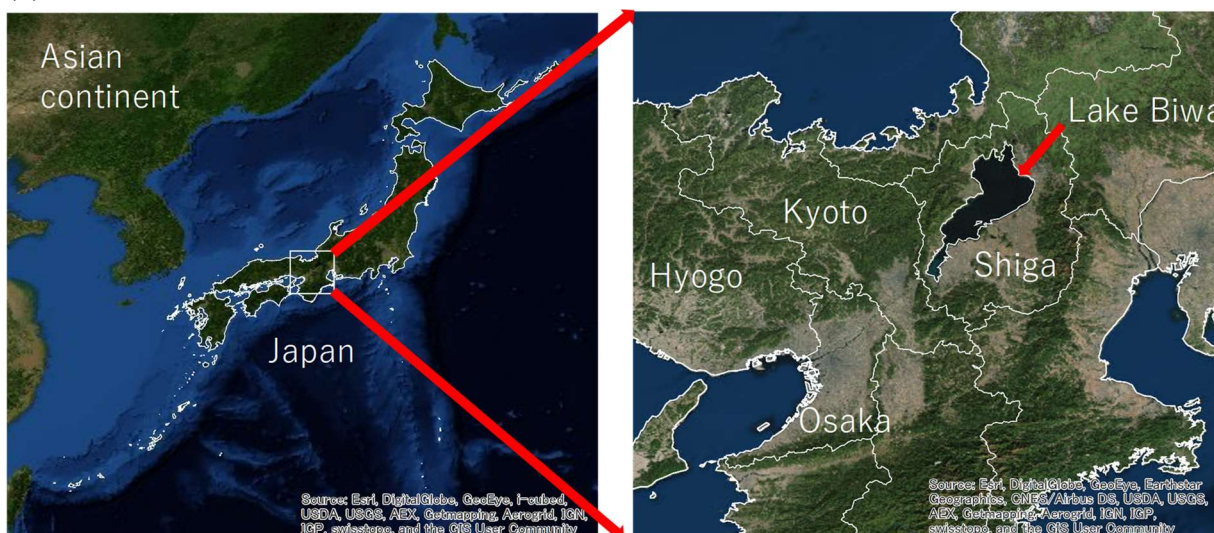 Asian
continent
Japan
Source: Esri, DigitalGlobe, GeoEye, i-cubed,
USDA, USGS, AEX, Getmapping, Aerogrid, IGN,
IGP, swisstopo, and the GIS User Community
Lake Biwa
Kyoto
Shiga
Hyogo
Osaka
Source: Esri, DigitalGlobe, GeoEye, Earthstar
Geographics, CNES/Airbus DS, USDA, USGS,
AEX, Getmapping, Aerogrid, IGN, IGP,
swisstopo, and the GIS User Community